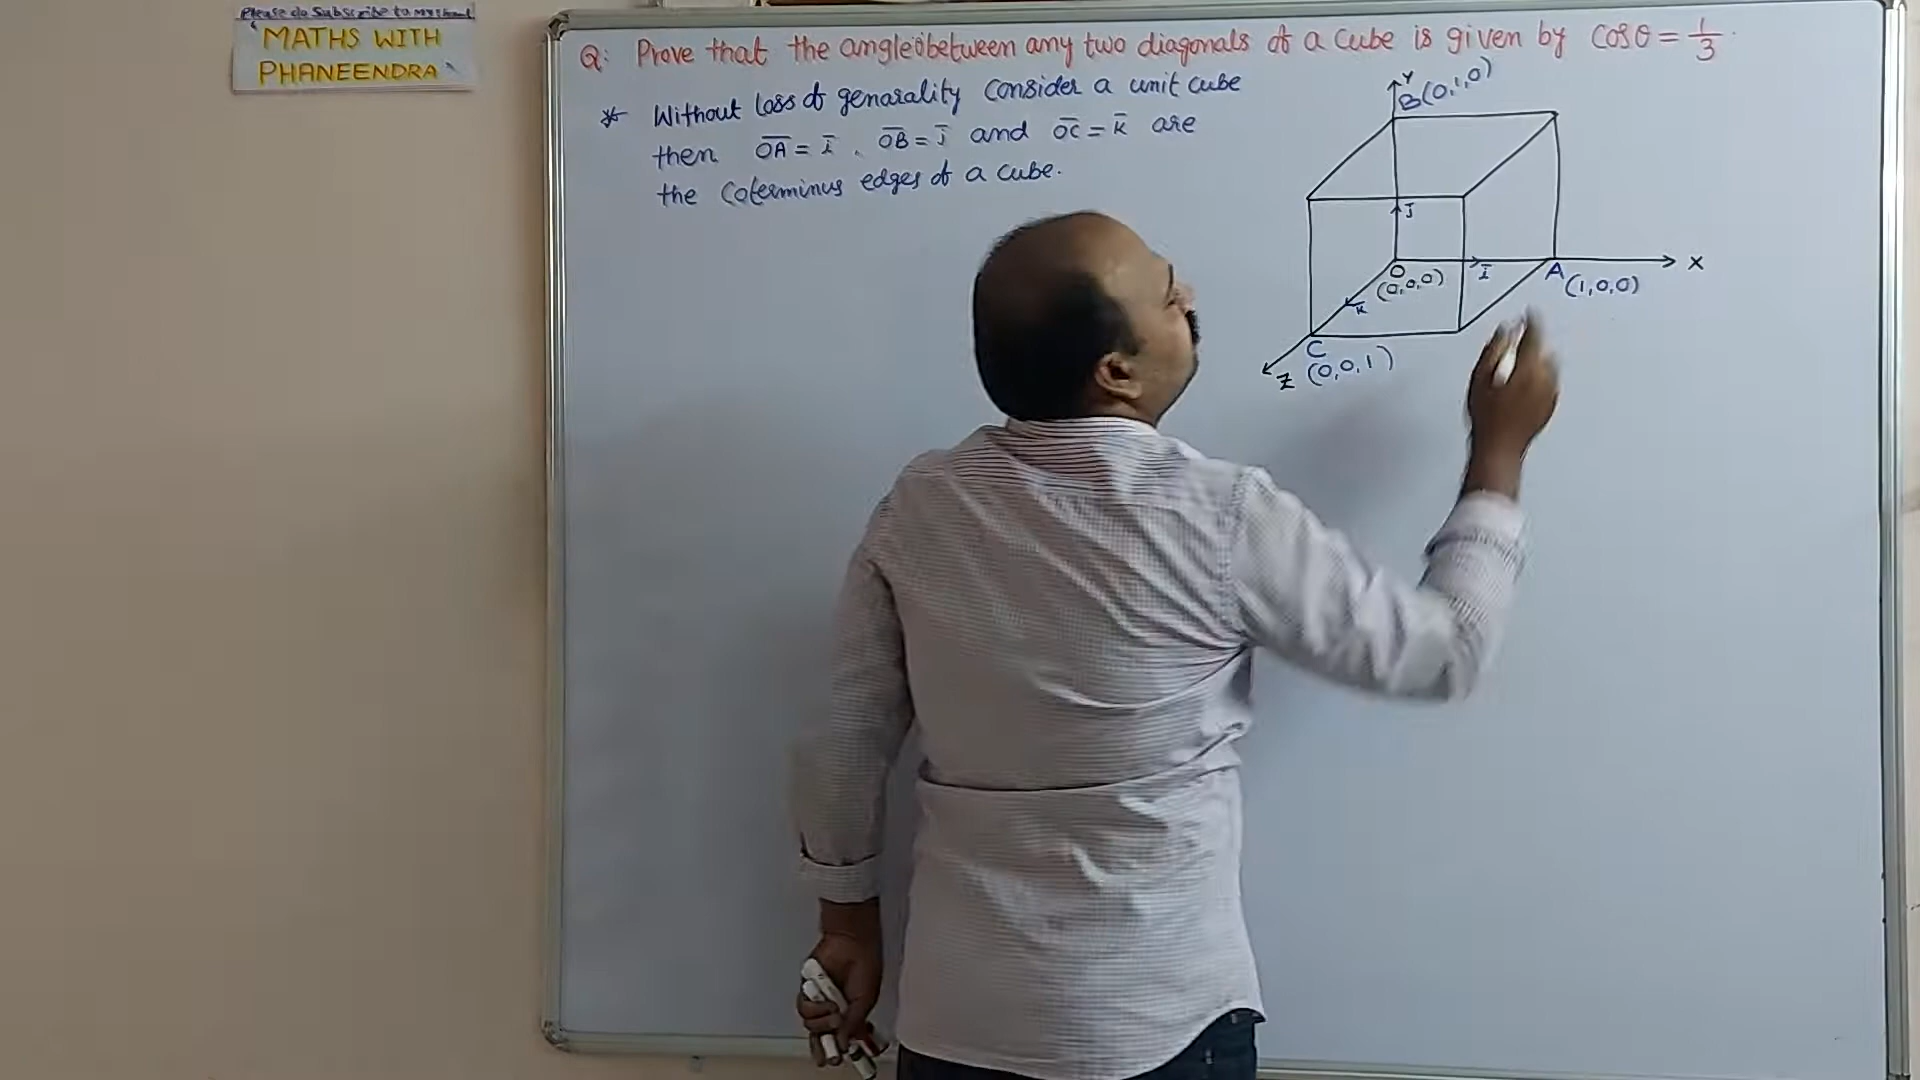 Please do Subscribe to my channel
MATHS WITH
PHANEENDRA
Q: Prove that the angle θ between any two diagonals of a cube is given by cosθ = 1/3.
* Without loss of genarality consider a unit cube
then OA̅ = i̅, OB̅ = j̅ and OC̅ = k̅ are
the coterminus edges of a cube.
Y
B(0,1,0)
J
O
(0,0,0)
i̅
A
(1,0,0)
X
K
C
(0,0,1)
Z